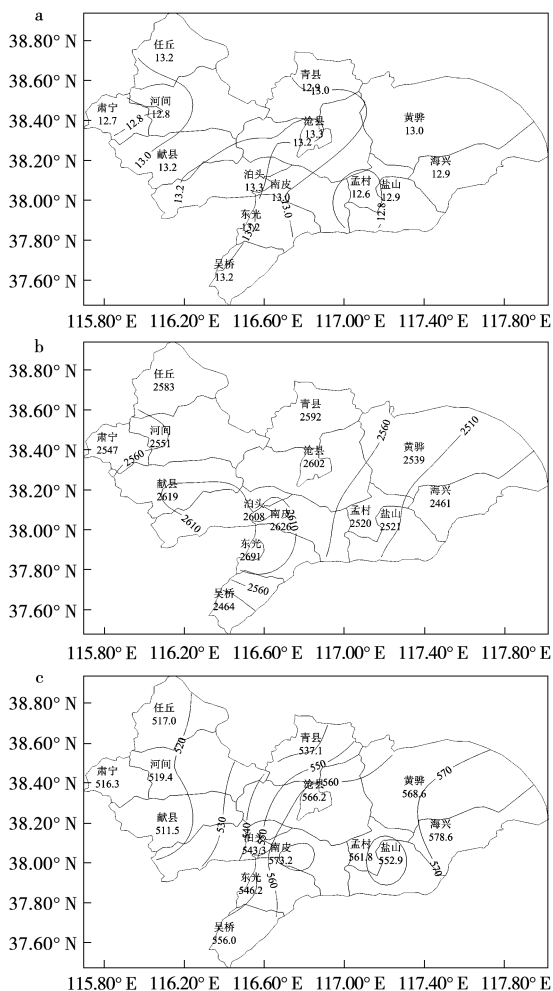 a
38.80° N
38.60° N
38.40° N
38.20° N
38.00° N
37.80° N
37.60° N
任丘
13.2
青县
12.9
13.0
肃宁
12.7
河间
12.8
12.8
沧县
13.3
13.2
黄骅
13.0
献县
13.2
13.0
13.2
海兴
12.9
泊头
13.3
南皮
13.0
13.0
孟村
12.6
盐山
12.9
12.8
东光
13.2
吴桥
13.2
115.80° E 116.20° E 116.60° E 117.00° E 117.40° E 117.80° E
b
38.80° N
38.60° N
38.40° N
38.20° N
38.00° N
37.80° N
37.60° N
任丘
2583
青县
2592
2560
2510
肃宁
2547
河间
2551
2560
沧县
2602
黄骅
2539
献县
2619
2610
海兴
2461
泊头
2608
南皮
2626
2610
孟村
2520
盐山
2521
东光
2691
吴桥
2464
2560
115.80° E 116.20° E 116.60° E 117.00° E 117.40° E 117.80° E
c
38.80° N
38.60° N
38.40° N
38.20° N
38.00° N
37.80° N
37.60° N
任丘
517.0
520
青县
537.1
550
肃宁
516.3
河间
519.4
沧县
566.2
560
黄骅
568.6
570
献县
511.5
530
540
550
海兴
578.6
泊头
543.3
南皮
573.2
孟村
561.8
盐山
552.9
570
东光
546.2
560
吴桥
556.0
115.80° E 116.20° E 116.60° E 117.00° E 117.40° E 117.80° E